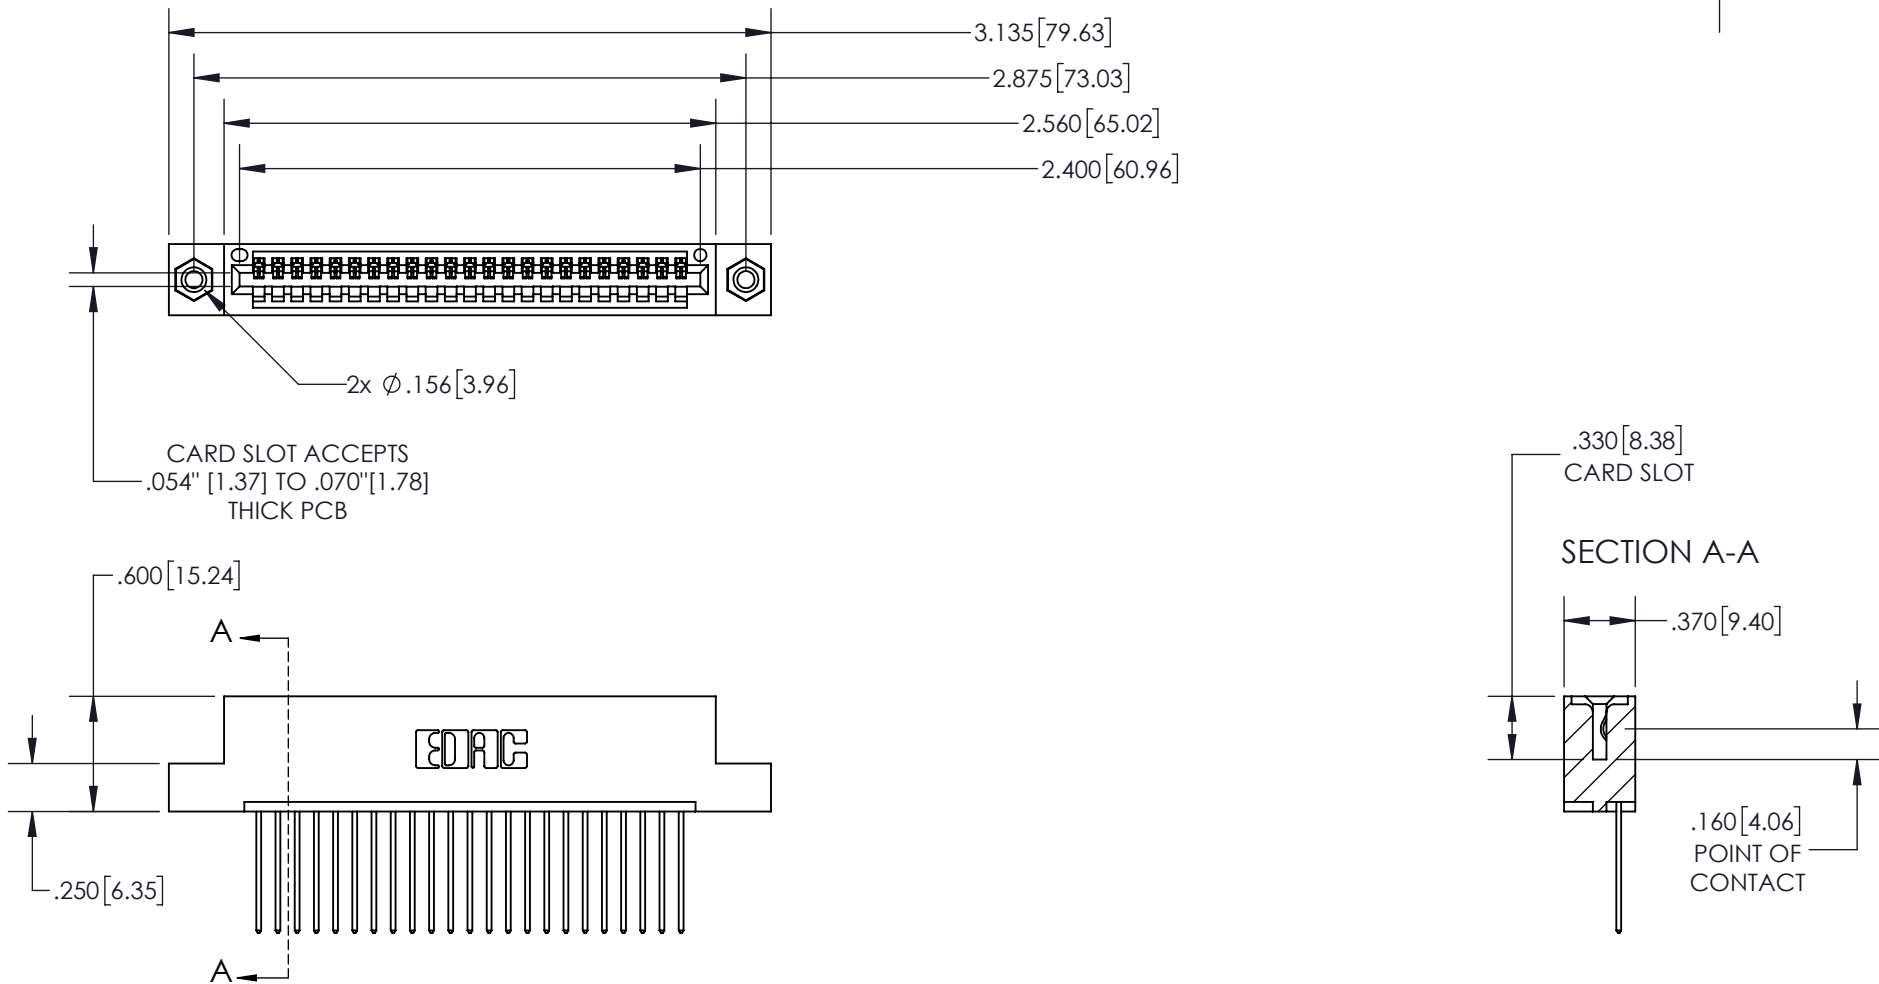 3.135[79.63]
2.875[73.03]
2.560[65.02]
2.400[60.96]
2x Ø.156[3.96]
CARD SLOT ACCEPTS
.054" [1.37] TO .070"[1.78]
THICK PCB
.330[8.38]
CARD SLOT
SECTION A-A
.600[15.24]
.370[9.40]
A
EDAC
.160[4.06]
POINT OF
CONTACT
.250[6.35]
A